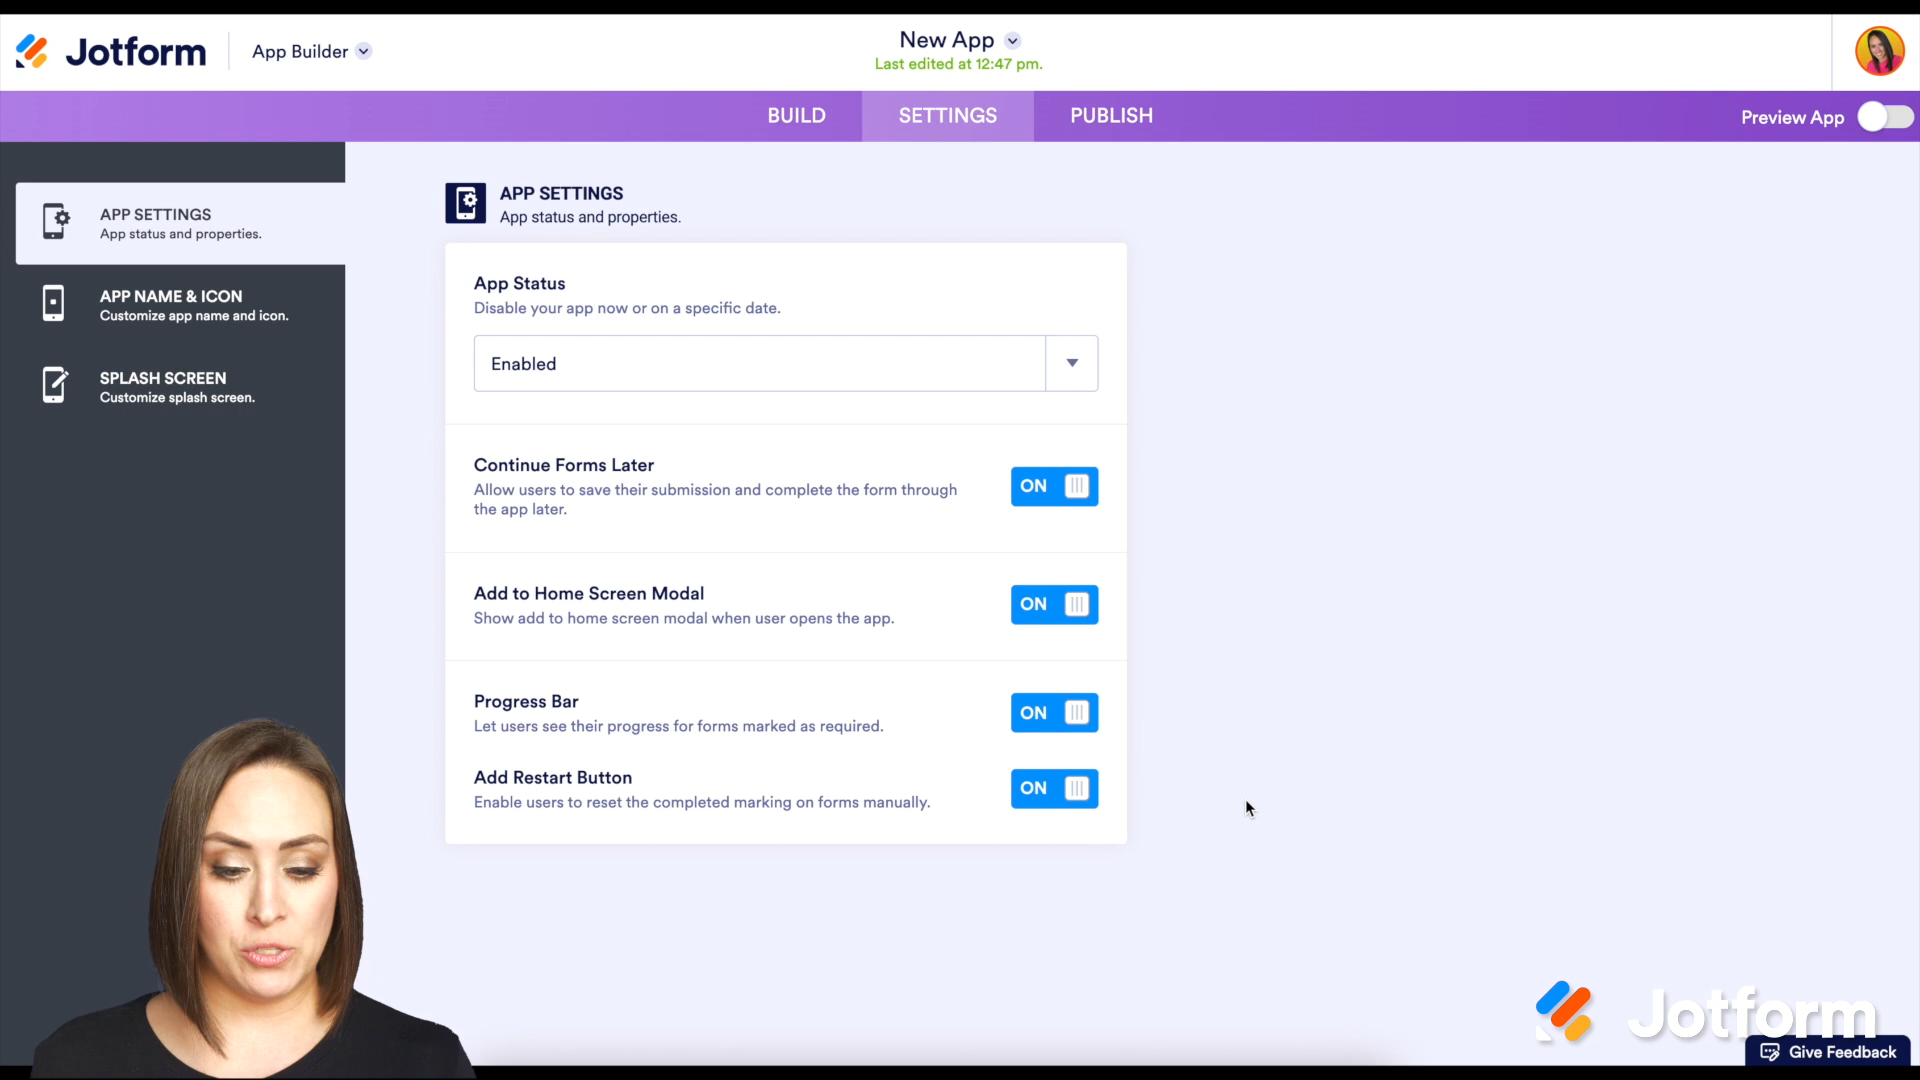 Jotform
App Builder
New App
Last edited at 12:47 pm.
BUILD
SETTINGS
PUBLISH
Preview App
APP SETTINGS
App status and properties.
APP NAME & ICON
Customize app name and icon.
SPLASH SCREEN
Customize splash screen.
APP SETTINGS
App status and properties.
App Status
Disable your app now or on a specific date.
Enabled
Continue Forms Later
Allow users to save their submission and complete the form through
the app later.
ON
Add to Home Screen Modal
Show add to home screen modal when user opens the app.
ON
Progress Bar
Let users see their progress for forms marked as required.
ON
Add Restart Button
Enable users to reset the completed marking on forms manually.
ON
Jotform
Give Feedback